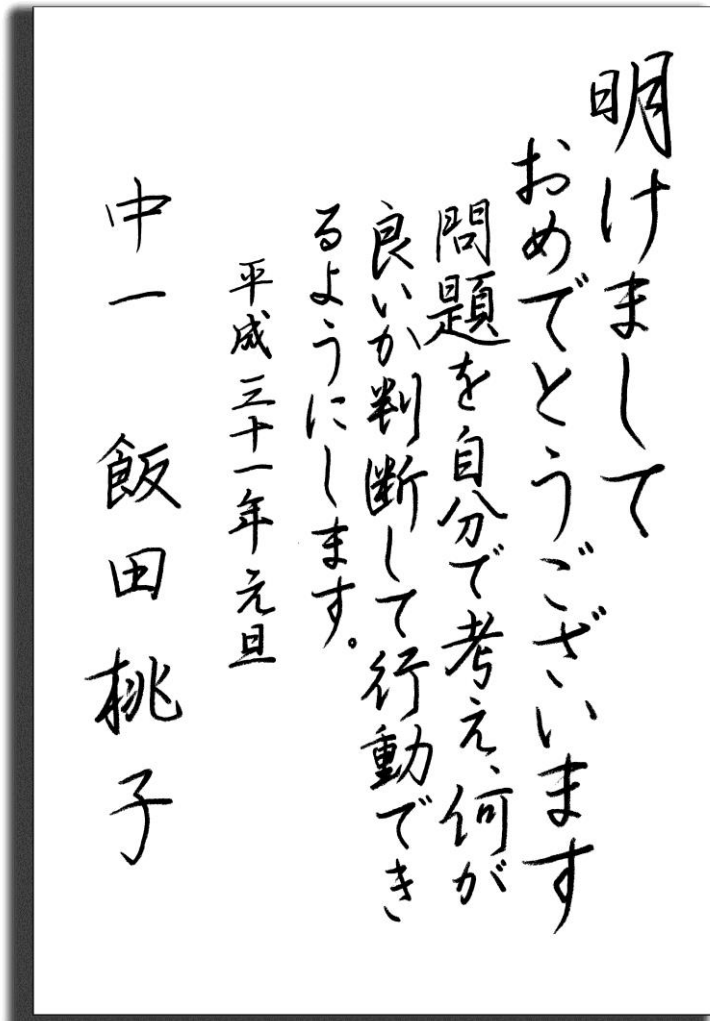 明けまして
おめでとうございます
問題を自分で考え、何が
良いか判断して行動でき
るようにします。
平成三十一年元旦
中一 飯田桃子